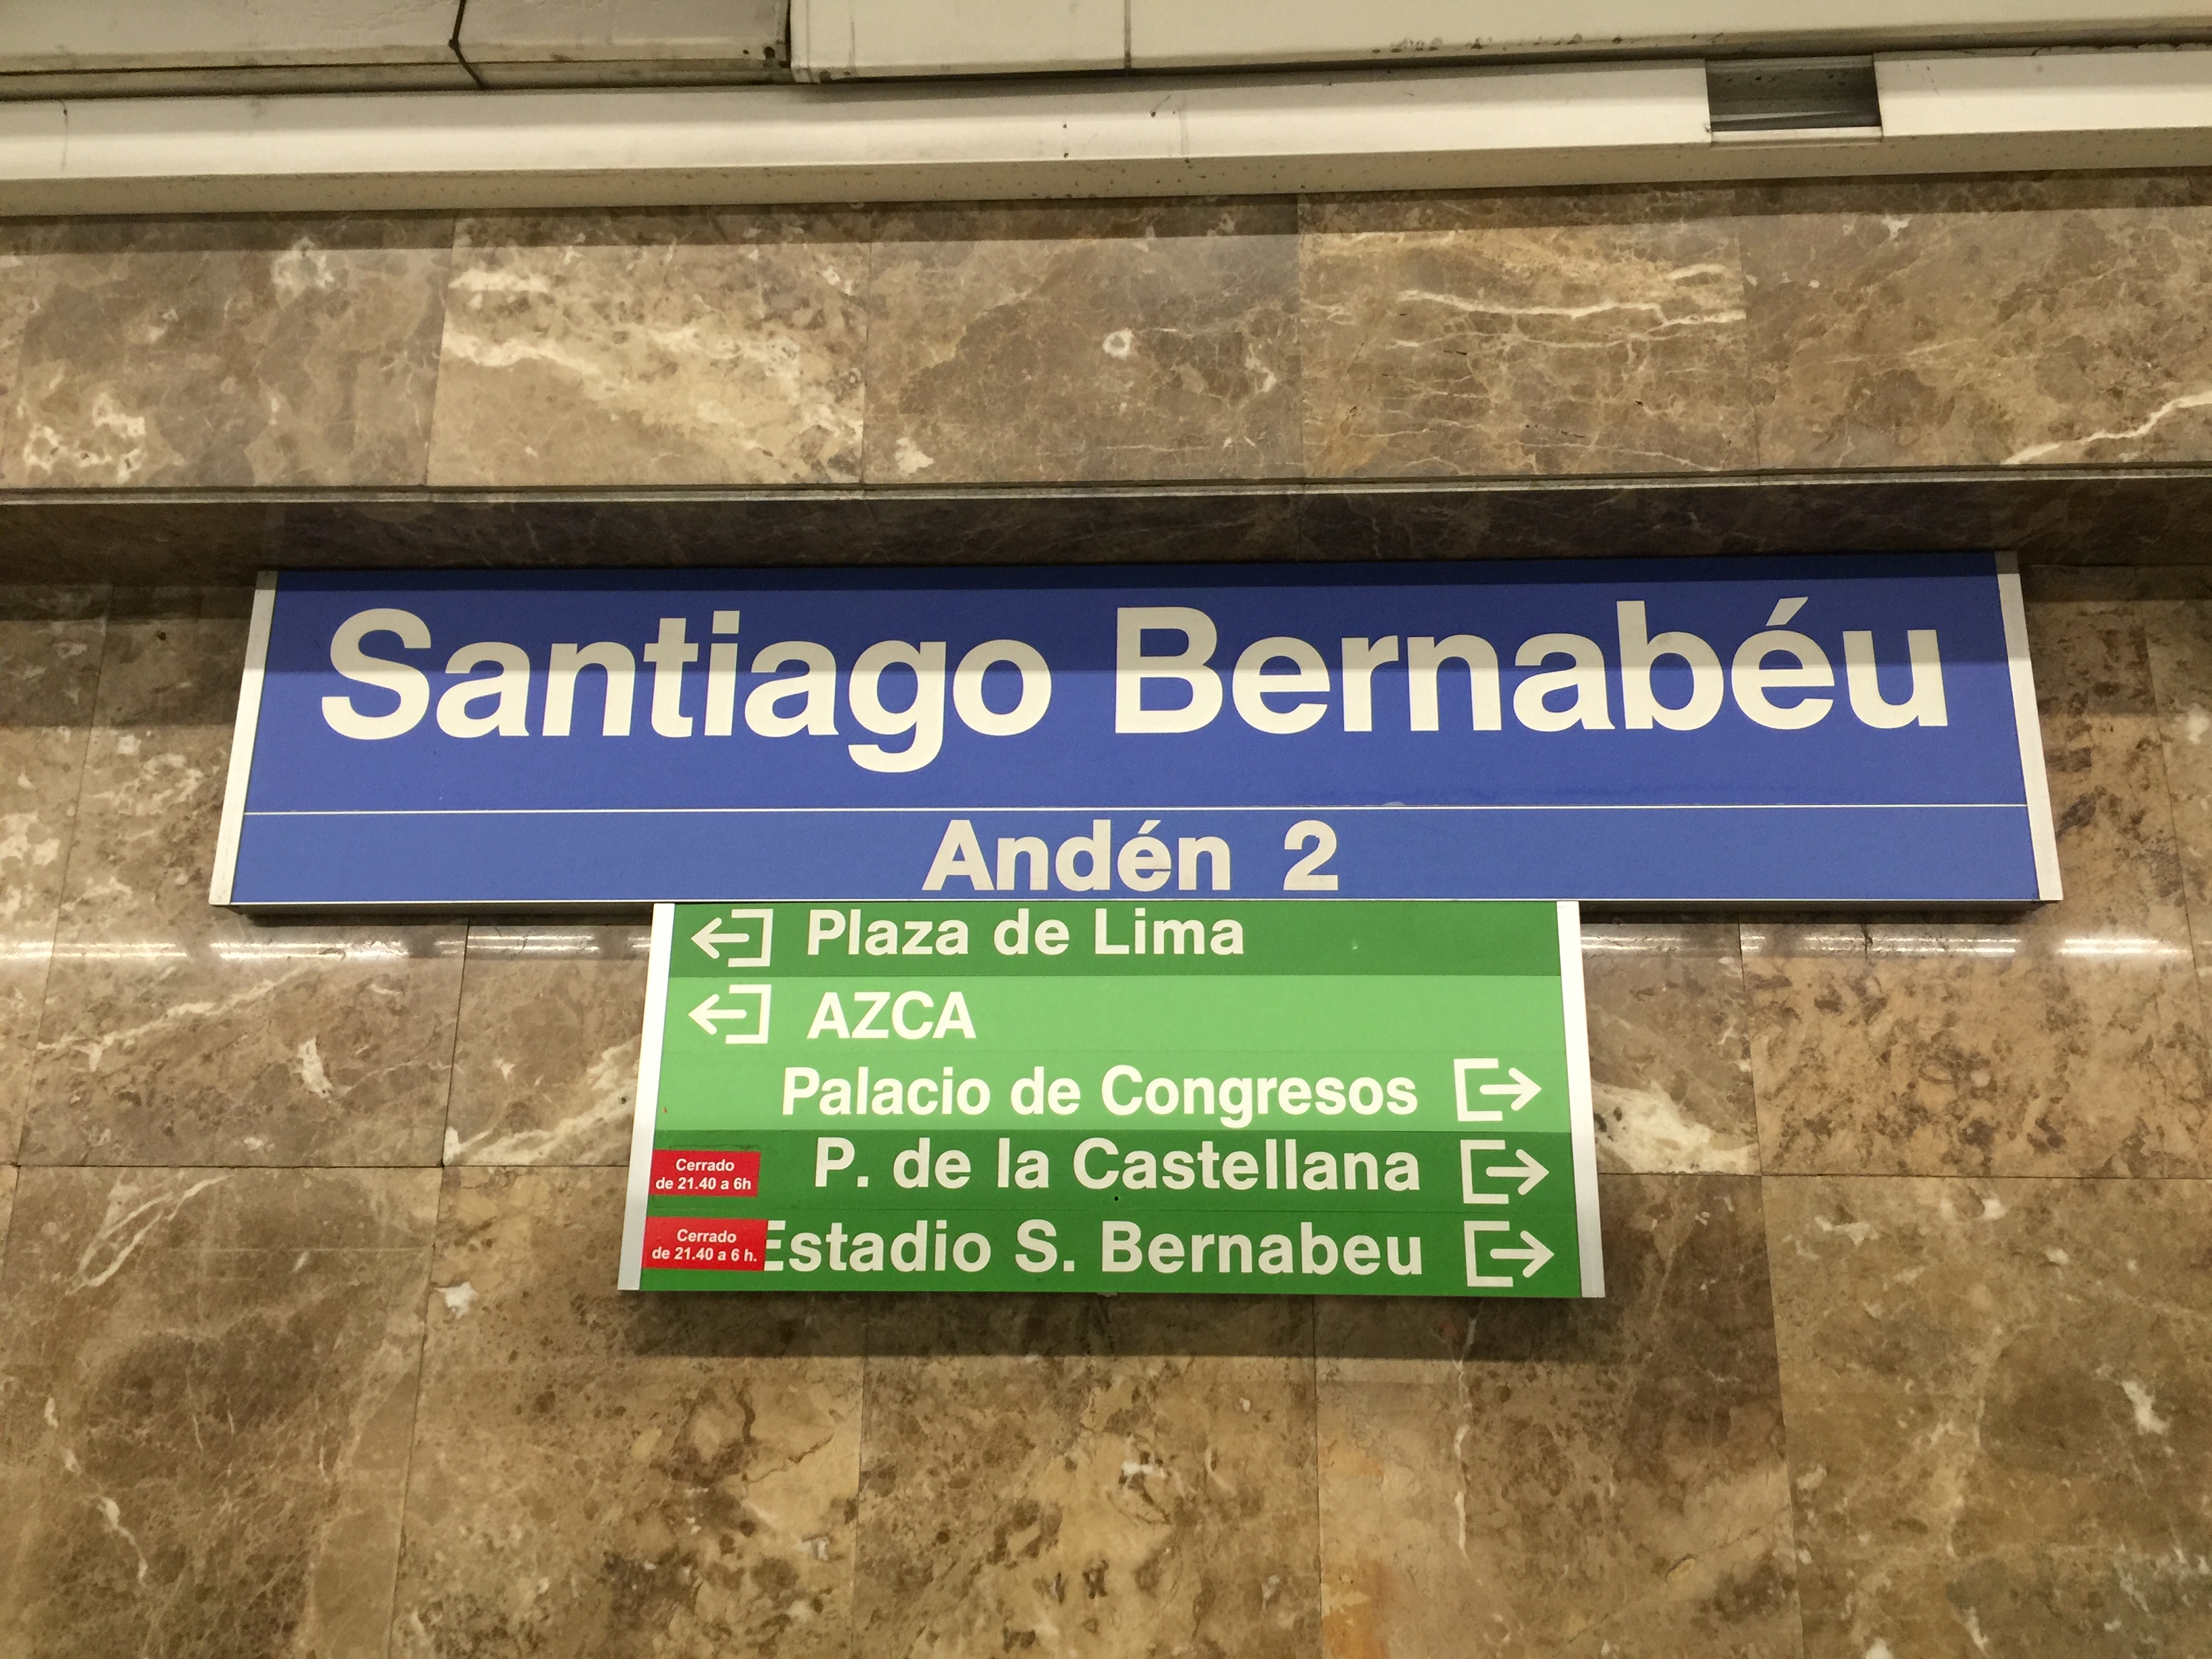 Santiago Bernabéu
Andén 2
Plaza de Lima
AZCA
Palacio de Congresos
Cerrado
de 21.40 a 6h
P. de la Castellana
Cerrado
de 21.40 a 6 h.
Estadio S. Bernabeu